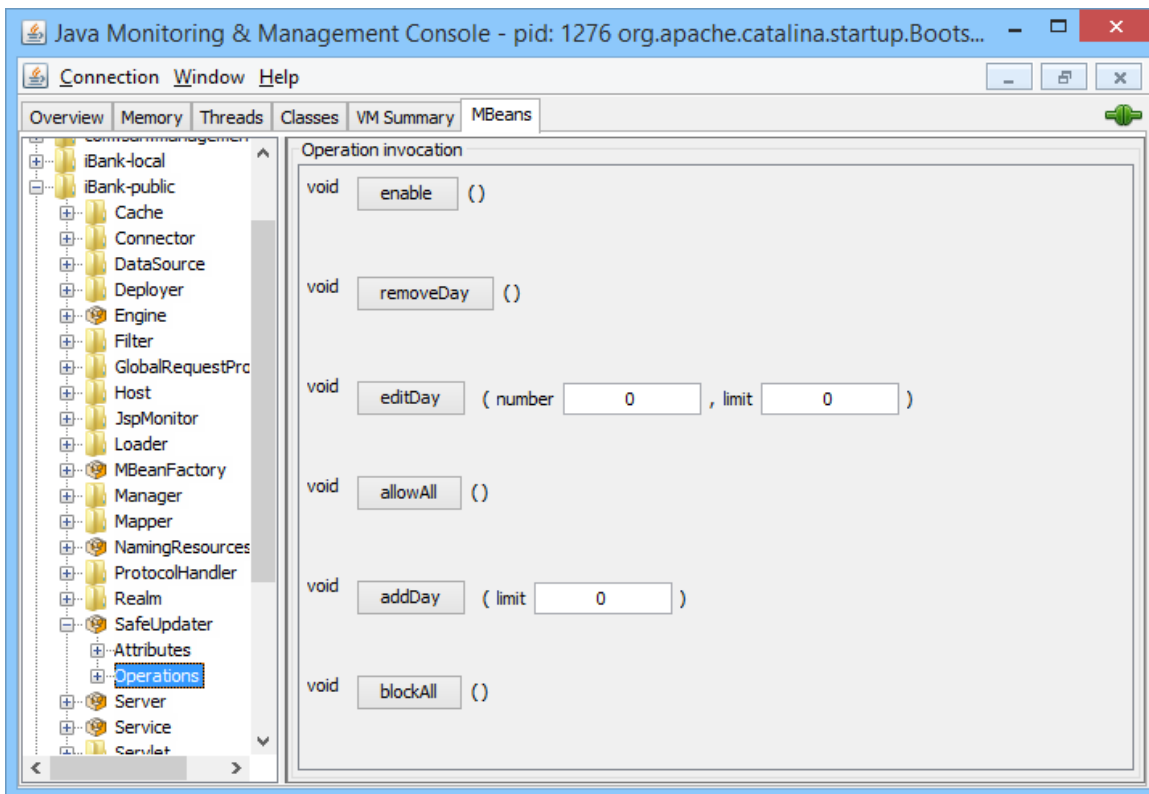 Java Monitoring & Management Console - pid: 1276 org.apache.catalina.startup.Boots...
Connection Window Help
Overview Memory Threads Classes VM Summary MBeans
iBank-local
iBank-public
Cache
Connector
DataSource
Deployer
Engine
Filter
GlobalRequestPro
Host
JspMonitor
Loader
MBeanFactory
Manager
Mapper
NamingResources
ProtocolHandler
Realm
SafeUpdater
Attributes
Operations
Server
Service
Servlet
Operation invocation
void enable ()
void removeDay ()
void editDay ( number 0 , limit 0 )
void allowAll ()
void addDay ( limit 0 )
void blockAll ()